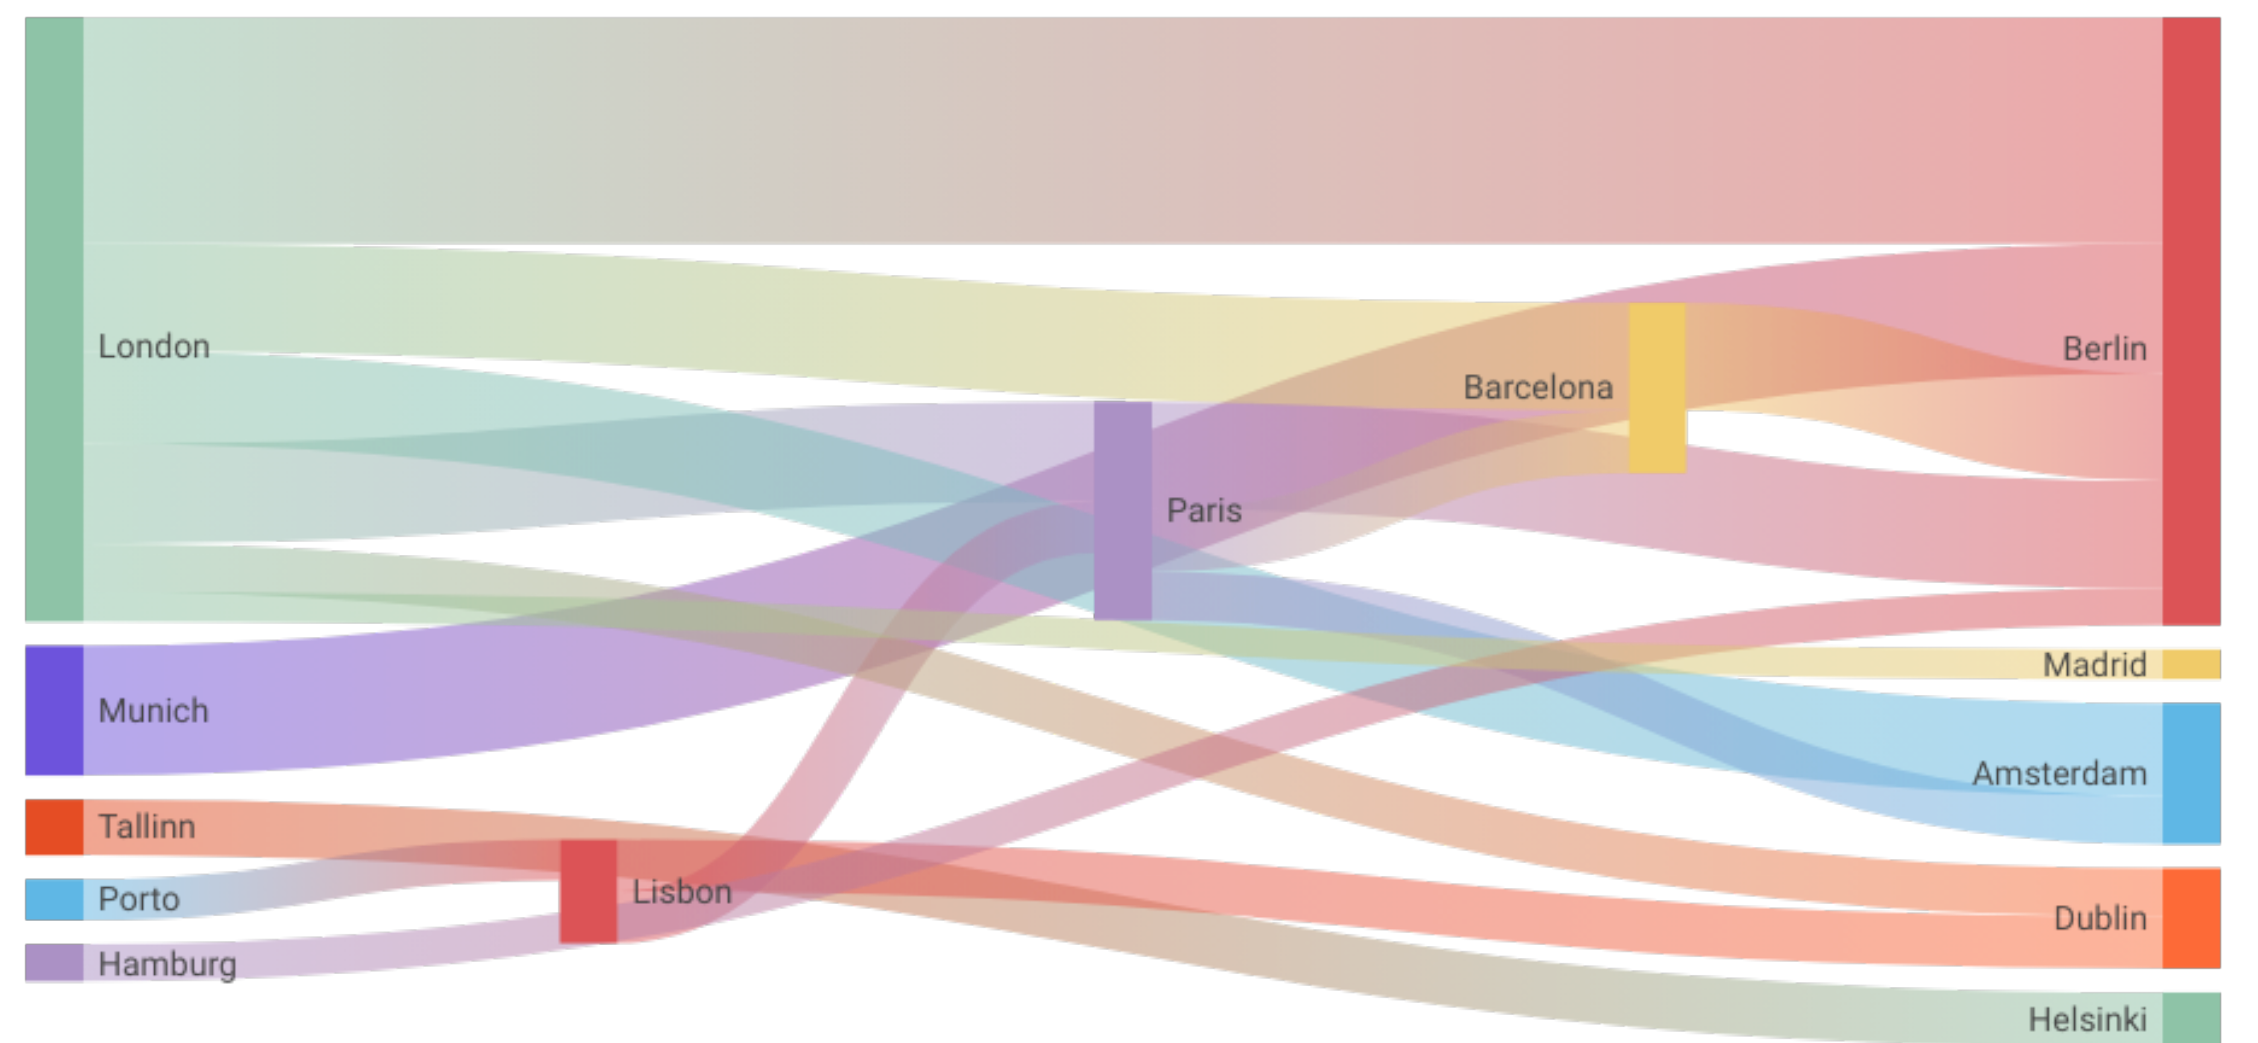 London
Berlin
Barcelona
Paris
Madrid
Munich
Amsterdam
Tallinn
Lisbon
Porto
Dublin
Hamburg
Helsinki